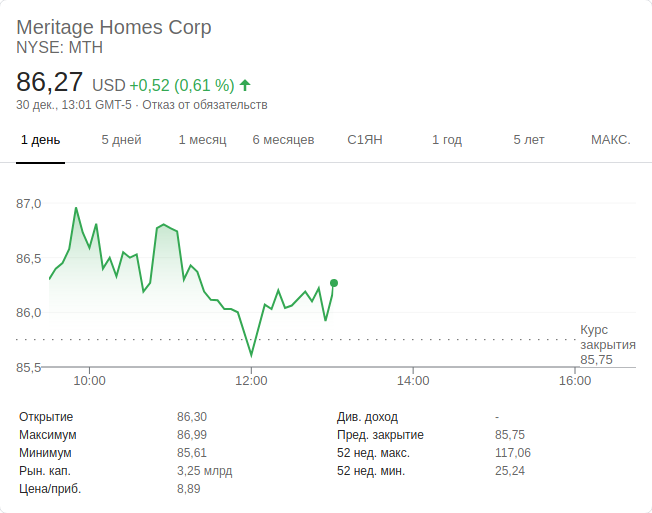 Meritage Homes Corp
NYSE: MTH
86,27 USD +0,52 (0,61 %)
30 дек., 13:01 GMT-5 · Отказ от обязательств
1 день 5 дней 1 месяц 6 месяцев С1ЯН 1 год 5 лет МАКС.
87,0
86,5
86,0
Курс
закрытия
85,75
85,5
10:00 12:00 14:00 16:00
Открытие 86,30 Див. доход -
Максимум 86,99 Пред. закрытие 85,75
Минимум 85,61 52 нед. макс. 117,06
Рын. кап. 3,25 млрд 52 нед. мин. 25,24
Цена/приб. 8,89